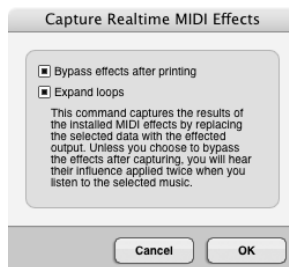 Capture Realtime MIDI Effects
Bypass effects after printing
Expand loops
This command captures the results of
the installed MIDI effects by replacing
the selected data with the effected
output. Unless you choose to bypass
the effects after capturing, you will hear
their influence applied twice when you
listen to the selected music.
Cancel OK